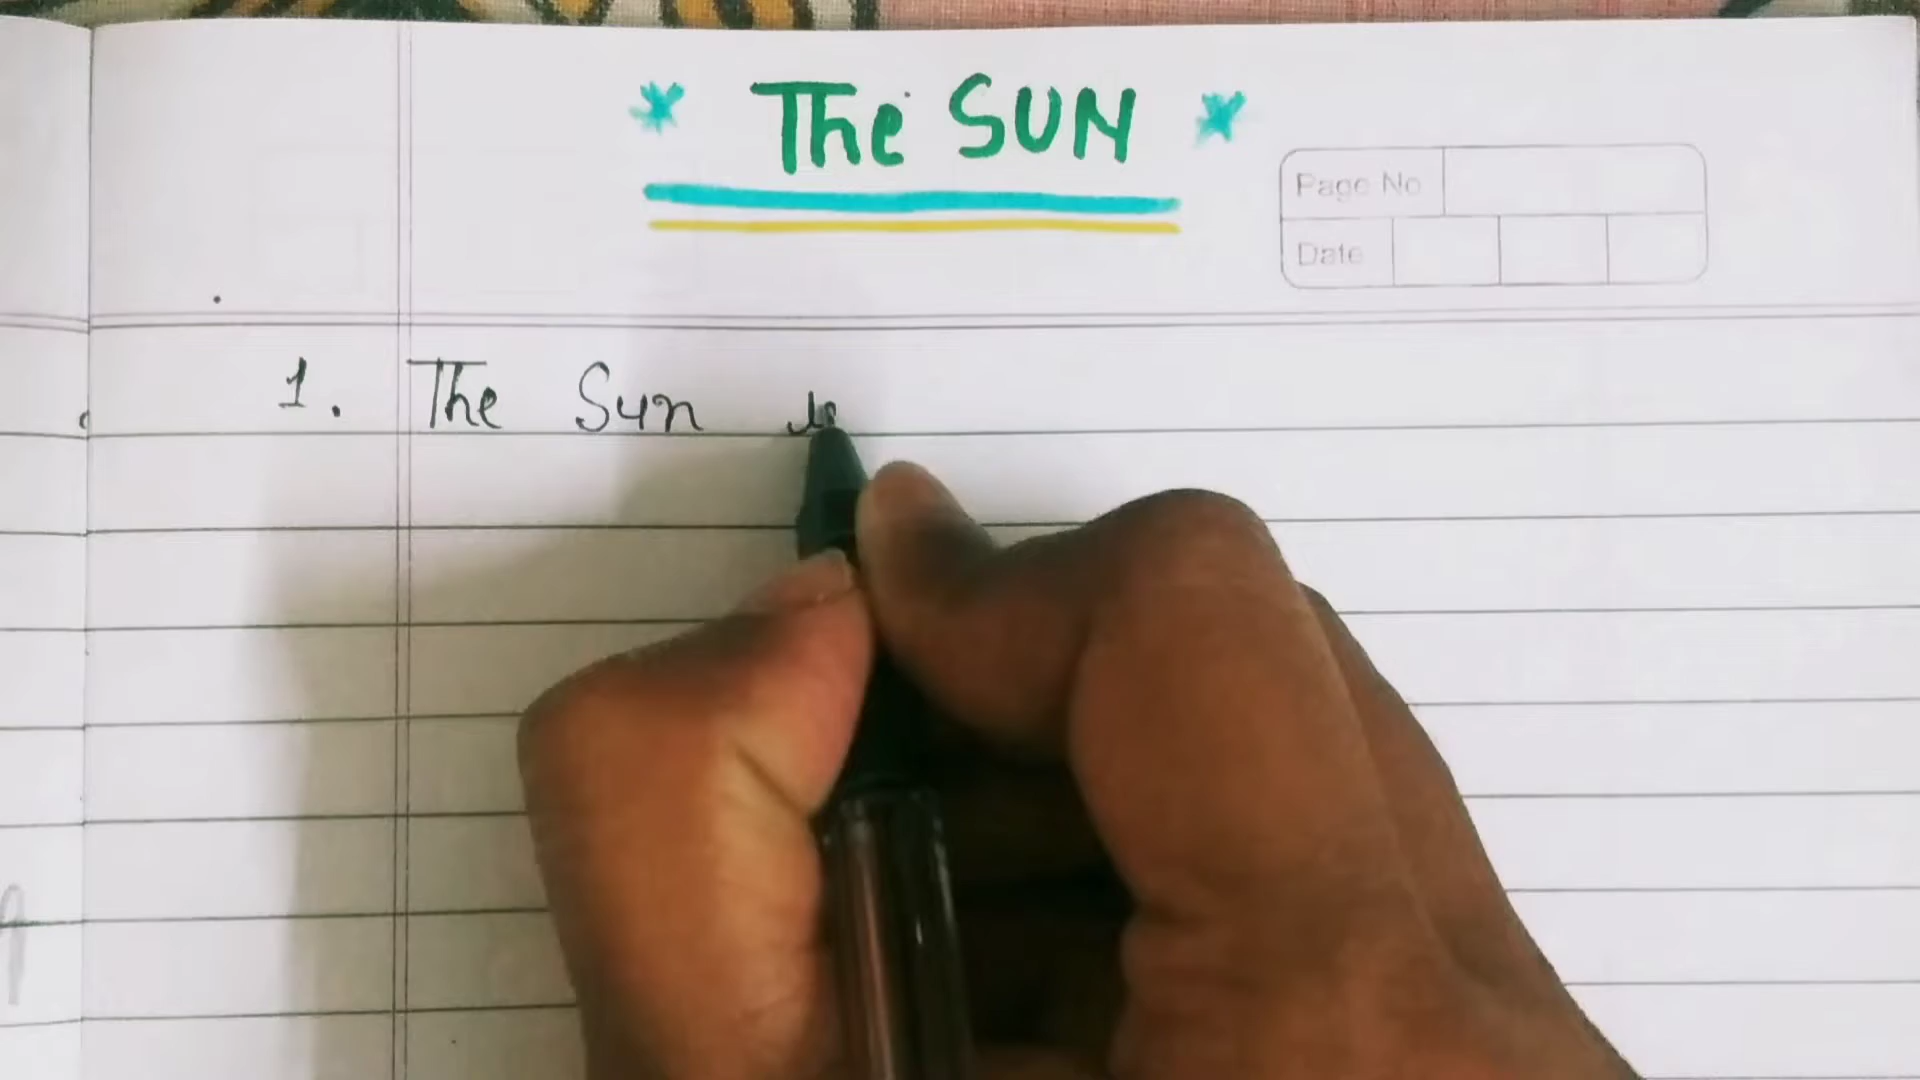 * The SUN *
Page No
Date
1. The Sun